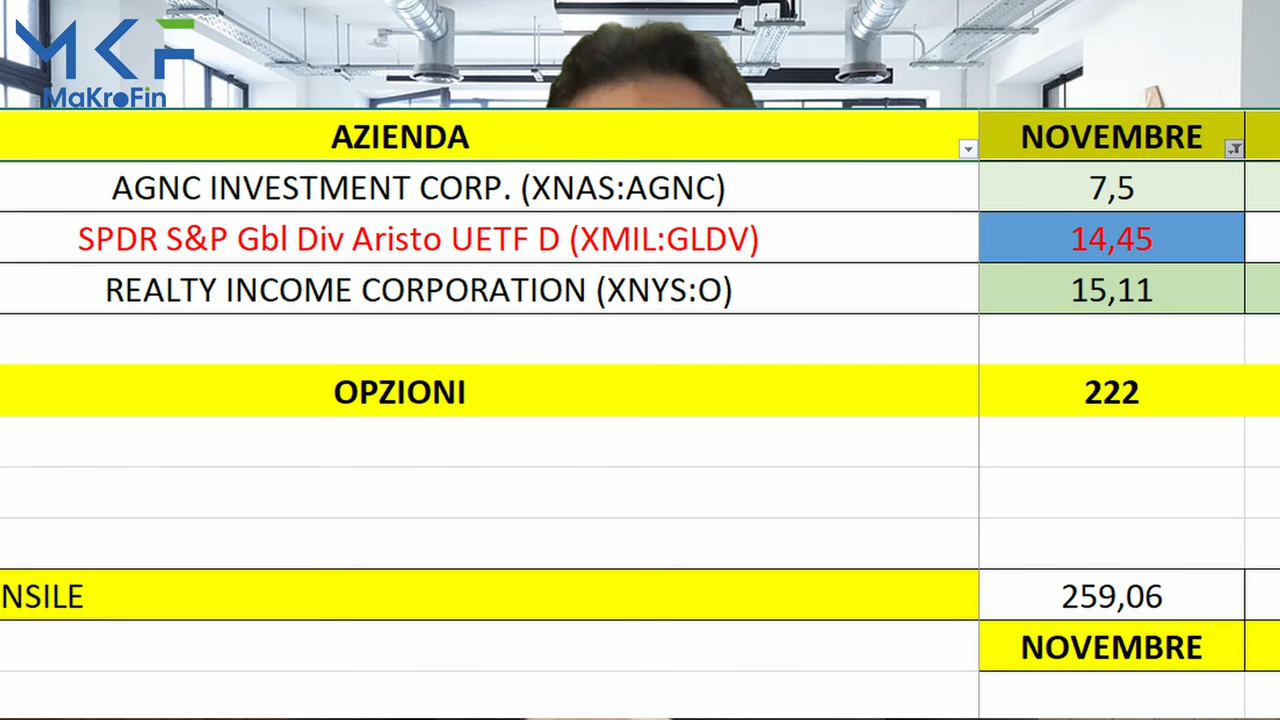 MKF
MaKroFin
AZIENDA NOVEMBRE
AGNC INVESTMENT CORP. (XNAS:AGNC) 7,5
SPDR S&P Gbl Div Aristo UETF D (XMIL:GLDV) 14,45
REALTY INCOME CORPORATION (XNYS:O) 15,11
OPZIONI 222
NSILE 259,06
NOVEMBRE